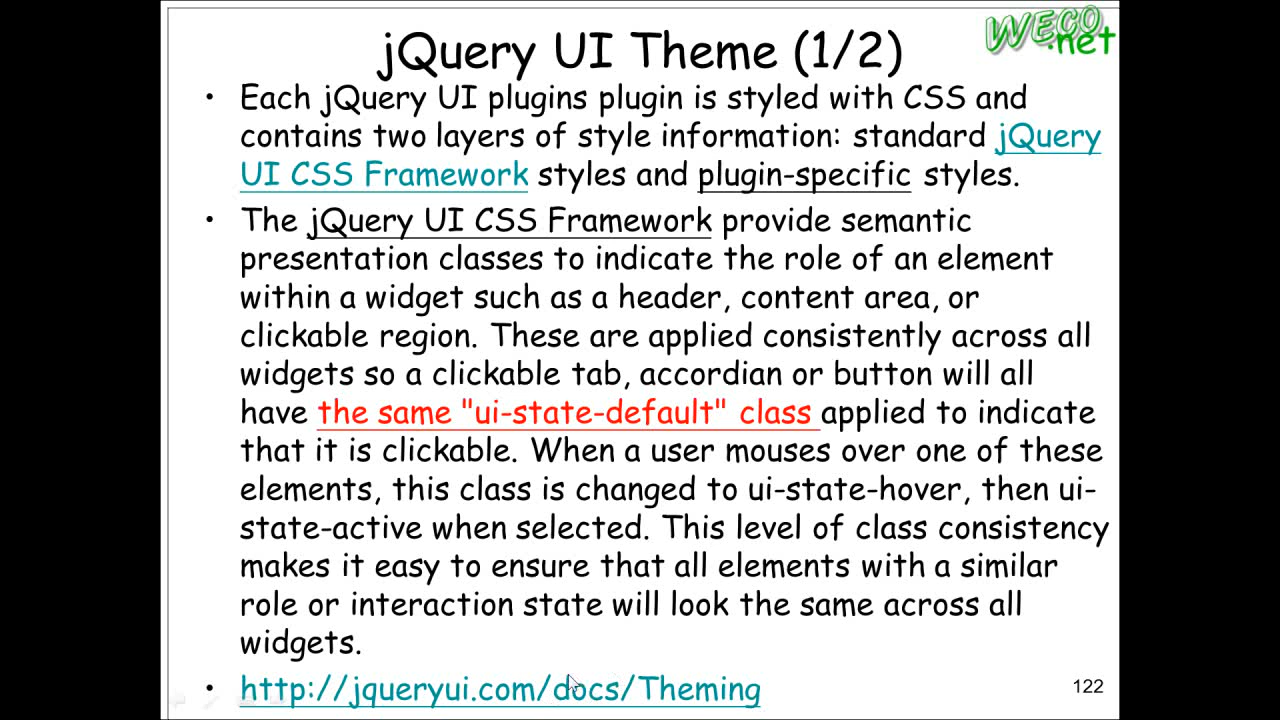 WECO
.net
jQuery UI Theme (1/2)
• Each jQuery UI plugins plugin is styled with CSS and
contains two layers of style information: standard jQuery
UI CSS Framework styles and plugin-specific styles.
• The jQuery UI CSS Framework provide semantic
presentation classes to indicate the role of an element
within a widget such as a header, content area, or
clickable region. These are applied consistently across all
widgets so a clickable tab, accordian or button will all
have the same "ui-state-default" class applied to indicate
that it is clickable. When a user mouses over one of these
elements, this class is changed to ui-state-hover, then ui-
state-active when selected. This level of class consistency
makes it easy to ensure that all elements with a similar
role or interaction state will look the same across all
widgets.
• http://jqueryui.com/docs/Theming
122